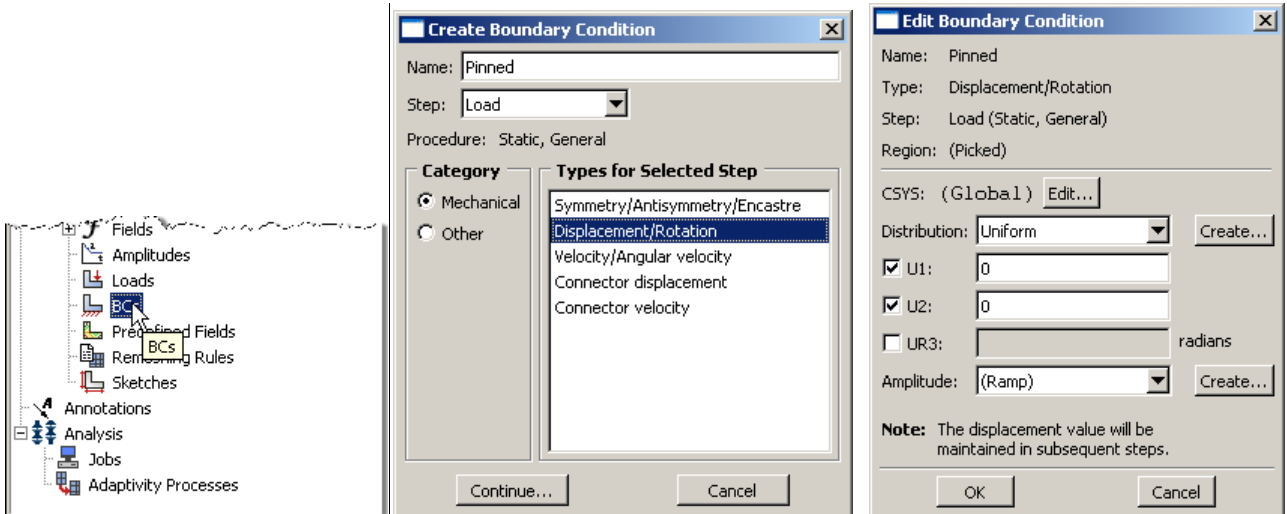 Fields
Amplitudes
Loads
BCs
Predefined Fields
BCs
Remeshing Rules
Sketches
Annotations
Analysis
Jobs
Adaptivity Processes
Create Boundary Condition
Name: Pinned
Step: Load
Procedure: Static, General
Category
Mechanical
Other
Types for Selected Step
Symmetry/Antisymmetry/Encastre
Displacement/Rotation
Velocity/Angular velocity
Connector displacement
Connector velocity
Continue... Cancel
Edit Boundary Condition
Name: Pinned
Type: Displacement/Rotation
Step: Load (Static, General)
Region: (Picked)
CSYS: (Global) Edit...
Distribution: Uniform Create...
U1: 0
U2: 0
UR3: radians
Amplitude: (Ramp) Create...
Note: The displacement value will be
maintained in subsequent steps.
OK Cancel